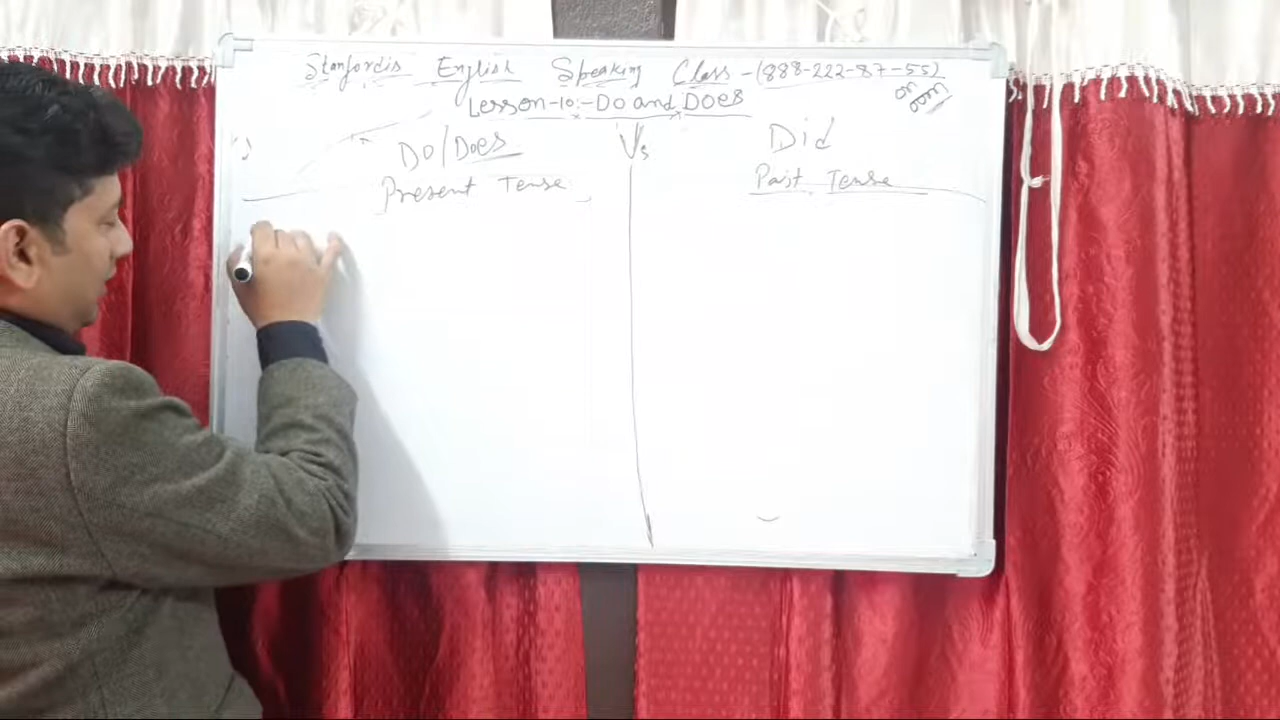 Stanfordis English Speaking Class - (888-222-87-55)
Lesson-10:- DO and DOES
Do/Does Vs Did
Present Tense Past Tense